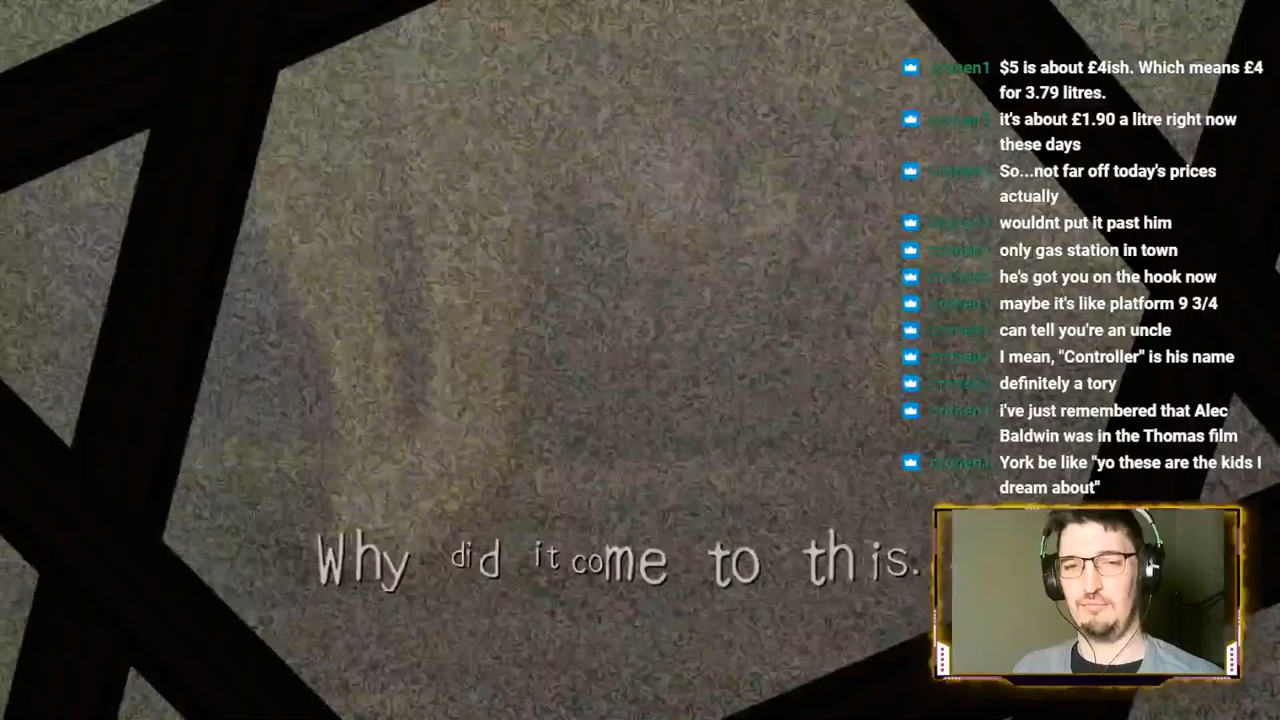 $5 is about £4ish. Which means £4
for 3.79 litres.
it's about £1.90 a litre right now
these days
So...not far off today's prices
actually
wouldnt put it past him
only gas station in town
he's got you on the hook now
maybe it's like platform 9 3/4
can tell you're an uncle
I mean, "Controller" is his name
definitely a tory
i've just remembered that Alec
Baldwin was in the Thomas film
York be like "yo these are the kids I
dream about"
Why did it come to this.